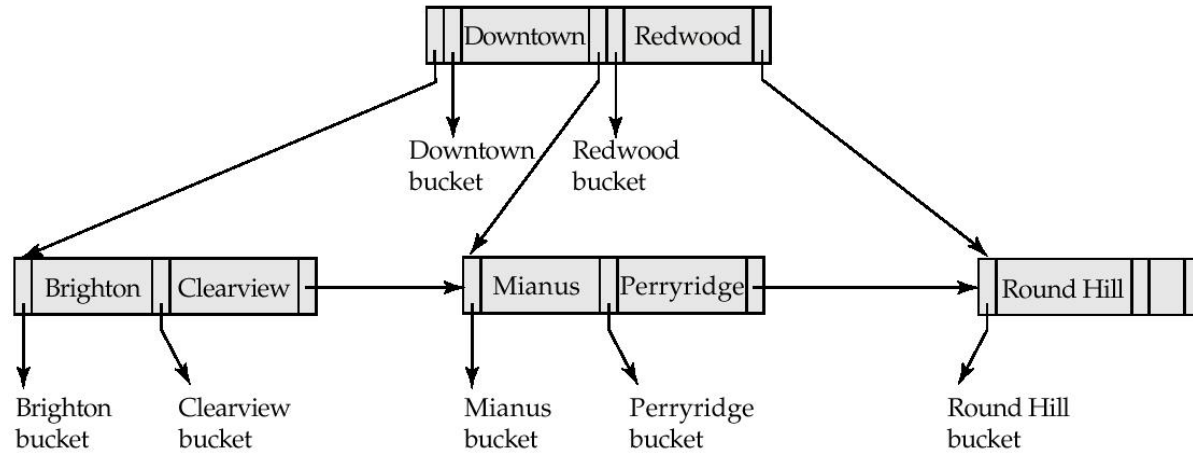 Downtown Redwood
Downtown
bucket
Redwood
bucket
Brighton Clearview
Mianus Perryridge
Round Hill
Brighton
bucket
Clearview
bucket
Mianus
bucket
Perryridge
bucket
Round Hill
bucket